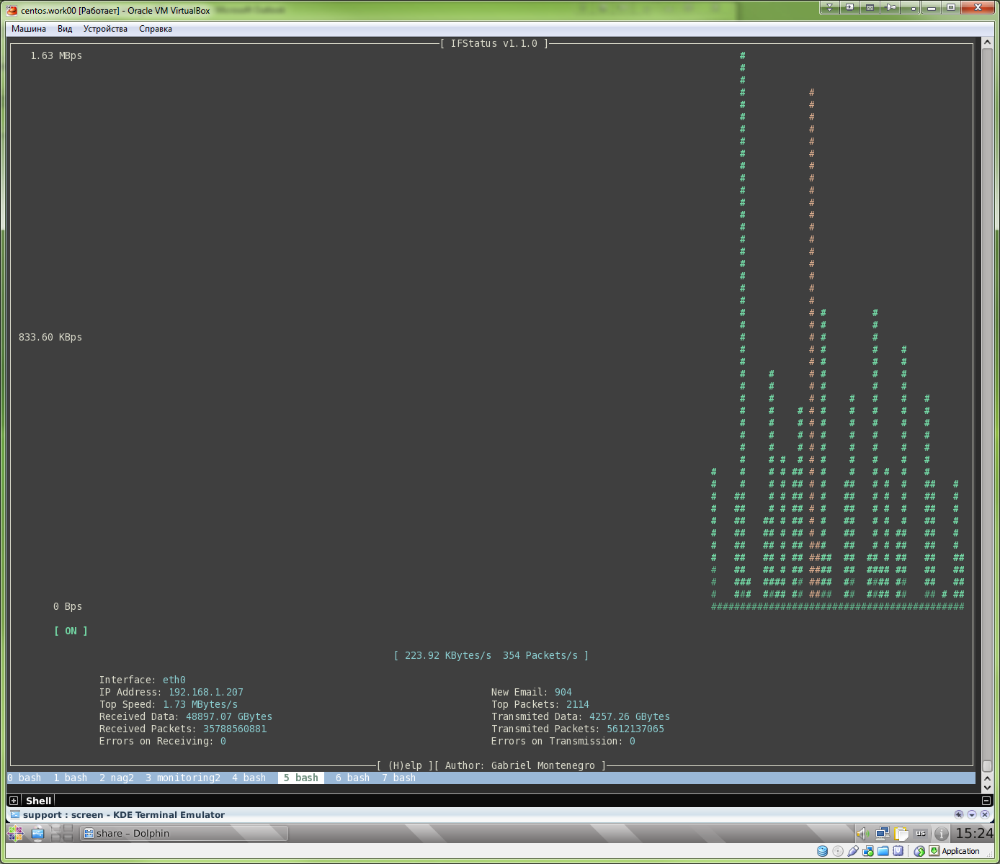 centos.work00 [Работает] - Oracle VM VirtualBox
Машина Вид Устройства Справка
[ IFStatus v1.1.0 ]
1.63 MBps
833.60 KBps
0 Bps
[ ON ]
[ 223.92 KBytes/s 354 Packets/s ]
Interface: eth0
IP Address: 192.168.1.207 New Email: 904
Top Speed: 1.73 MBytes/s Top Packets: 2114
Received Data: 48897.07 GBytes Transmited Data: 4257.26 GBytes
Received Packets: 35788560881 Transmited Packets: 5612137065
Errors on Receiving: 0 Errors on Transmission: 0
[ (H)elp ][ Author: Gabriel Montenegro ]
0 bash 1 bash 2 nag2 3 monitoring2 4 bash 5 bash 6 bash 7 bash
Shell
support : screen - KDE Terminal Emulator
share – Dolphin us 15:24
Application